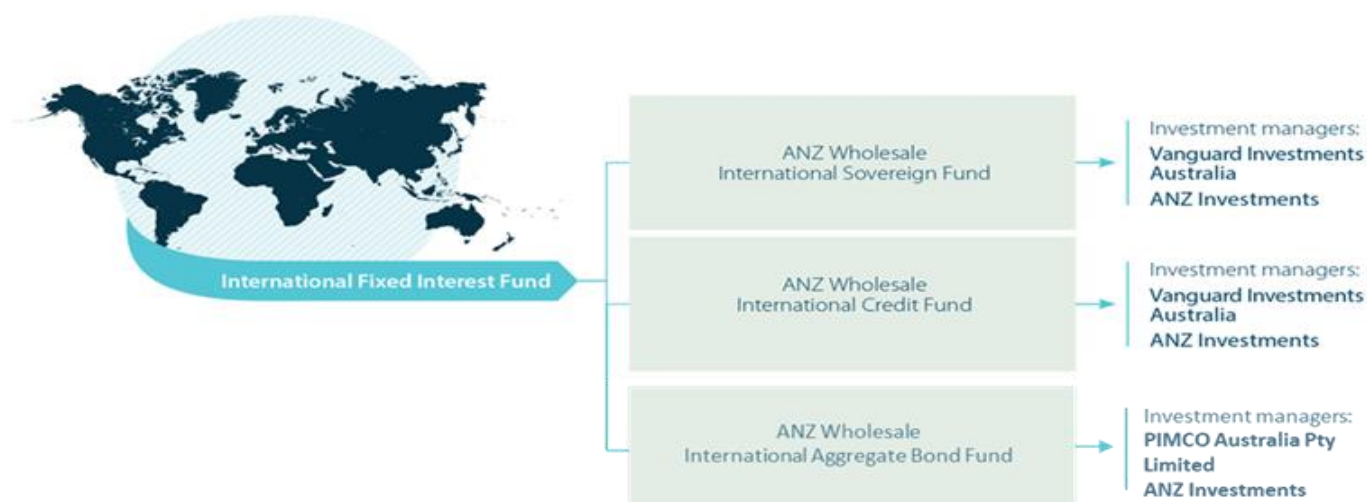 International Fixed Interest Fund
ANZ Wholesale
International Sovereign Fund
Investment managers:
Vanguard Investments
Australia
ANZ Investments
ANZ Wholesale
International Credit Fund
Investment managers:
Vanguard Investments
Australia
ANZ Investments
ANZ Wholesale
International Aggregate Bond Fund
Investment managers:
PIMCO Australia Pty
Limited
ANZ Investments